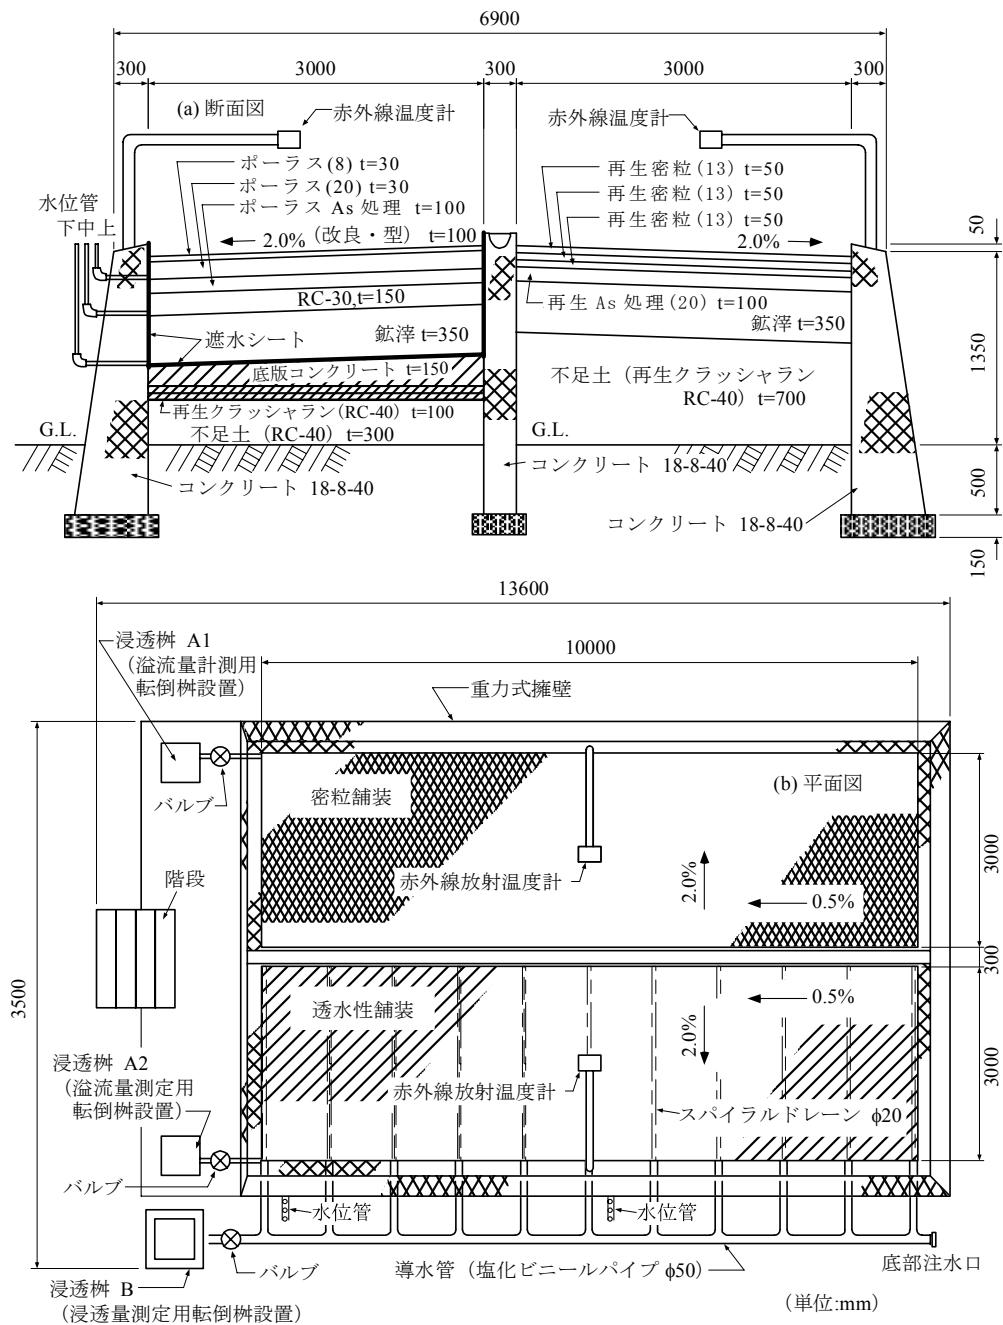 6900
300
3000
300
3000
300
(a) 断面図
赤外線温度計
赤外線温度計
ポーラス(8) t=30
ポーラス(20) t=30
ポーラス As 処理 t=100
再生密粒(13) t=50
再生密粒(13) t=50
再生密粒(13) t=50
水位管
下中上
2.0%
(改良・型) t=100
2.0%
50
RC-30,t=150
再生 As 処理(20) t=100
鉱滓 t=350
鉱滓 t=350
遮水シート
底版コンクリート t=150
不足土(再生クラッシャラン
RC-40) t=700
1350
再生クラッシャラン(RC-40) t=100
不足土(RC-40) t=300
G.L.
G.L.
コンクリート 18-8-40
コンクリート 18-8-40
コンクリート 18-8-40
500
150
13600
浸透桝 A1
(溢流量計測用
転倒桝設置)
10000
重力式擁壁
バルブ
密粒舗装
(b) 平面図
赤外線放射温度計
2.0%
0.5%
3000
階段
300
3500
透水性舗装
0.5%
2.0%
3000
浸透桝 A2
(溢流量測定用
転倒桝設置)
赤外線放射温度計
スパイラルドレーン φ20
バルブ
水位管
水位管
バルブ
導水管(塩化ビニールパイプ φ50)
底部注水口
浸透桝 B
(浸透量測定用転倒桝設置)
(単位:mm)